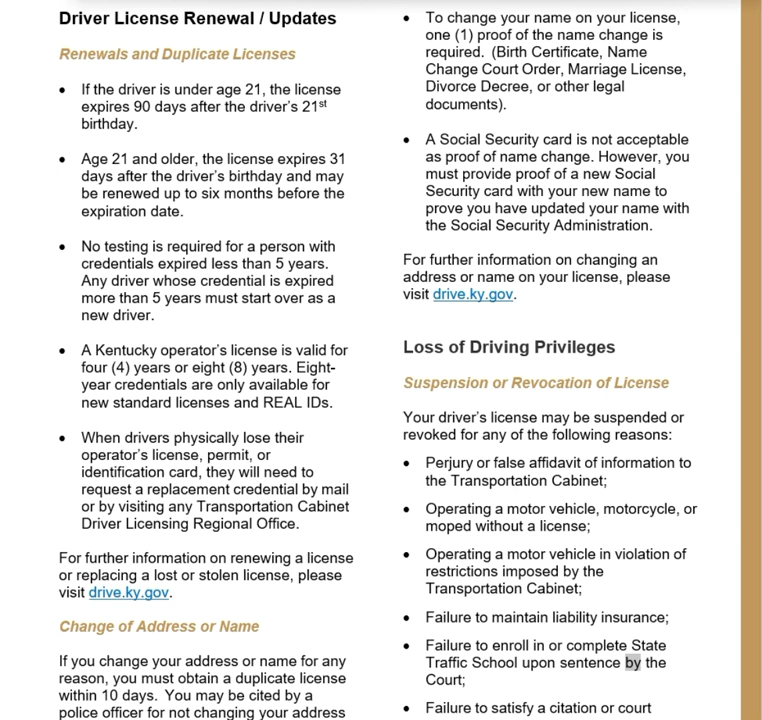 Driver License Renewal / Updates
Renewals and Duplicate Licenses
• If the driver is under age 21, the license
expires 90 days after the driver's 21st
birthday.
• Age 21 and older, the license expires 31
days after the driver's birthday and may
be renewed up to six months before the
expiration date.
• No testing is required for a person with
credentials expired less than 5 years.
Any driver whose credential is expired
more than 5 years must start over as a
new driver.
• A Kentucky operator's license is valid for
four (4) years or eight (8) years. Eight-
year credentials are only available for
new standard licenses and REAL IDs.
• When drivers physically lose their
operator's license, permit, or
identification card, they will need to
request a replacement credential by mail
or by visiting any Transportation Cabinet
Driver Licensing Regional Office.
For further information on renewing a license
or replacing a lost or stolen license, please
visit drive.ky.gov.
Change of Address or Name
If you change your address or name for any
reason, you must obtain a duplicate license
within 10 days. You may be cited by a
police officer for not changing your address
• To change your name on your license,
one (1) proof of the name change is
required. (Birth Certificate, Name
Change Court Order, Marriage License,
Divorce Decree, or other legal
documents).
• A Social Security card is not acceptable
as proof of name change. However, you
must provide proof of a new Social
Security card with your new name to
prove you have updated your name with
the Social Security Administration.
For further information on changing an
address or name on your license, please
visit drive.ky.gov.
Loss of Driving Privileges
Suspension or Revocation of License
Your driver's license may be suspended or
revoked for any of the following reasons:
• Perjury or false affidavit of information to
the Transportation Cabinet;
• Operating a motor vehicle, motorcycle, or
moped without a license;
• Operating a motor vehicle in violation of
restrictions imposed by the
Transportation Cabinet;
• Failure to maintain liability insurance;
• Failure to enroll in or complete State
Traffic School upon sentence by the
Court;
• Failure to satisfy a citation or court